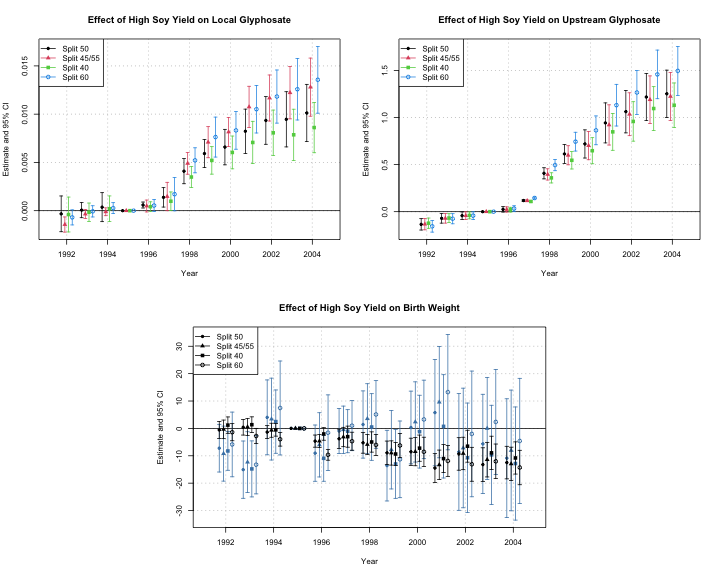 Effect of High Soy Yield on Local Glyphosate
Estimate and 95% CI
0.015
0.010
0.005
0.000
Split 50
Split 45/55
Split 40
Split 60
1992 1994 1996 1998 2000 2002 2004
Year
Effect of High Soy Yield on Upstream Glyphosate
Estimate and 95% CI
1.5
1.0
0.5
0.0
Split 50
Split 45/55
Split 40
Split 60
1992 1994 1996 1998 2000 2002 2004
Year
Effect of High Soy Yield on Birth Weight
Estimate and 95% CI
30
20
10
0
-10
-20
-30
Split 50
Split 45/55
Split 40
Split 60
1992 1994 1996 1998 2000 2002 2004
Year